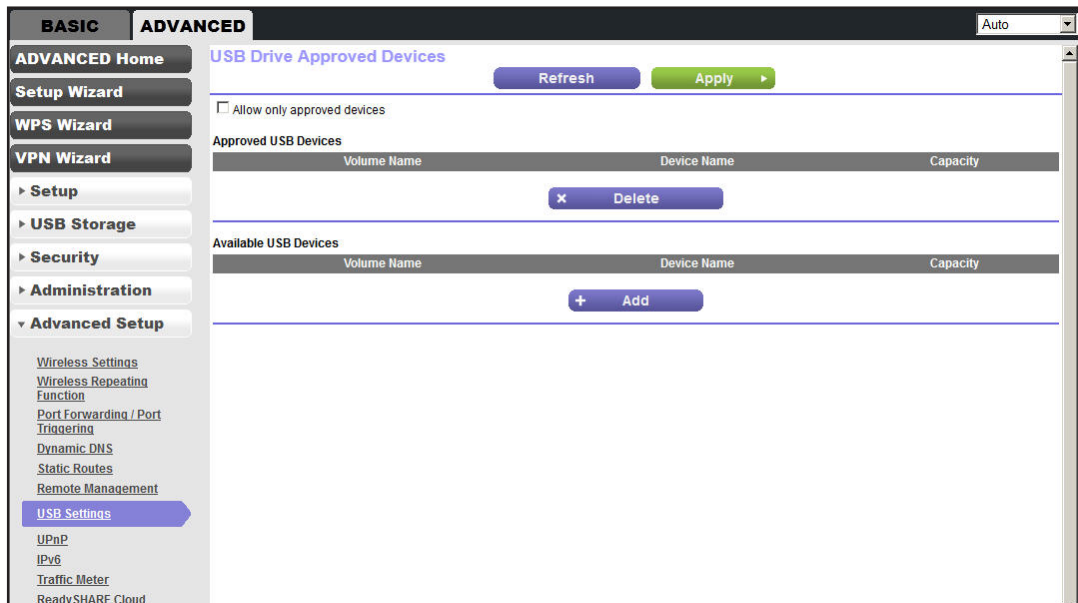 BASIC
ADVANCED
Auto
ADVANCED Home
Setup Wizard
WPS Wizard
VPN Wizard
Setup
USB Storage
Security
Administration
Advanced Setup
Wireless Settings
Wireless Repeating
Function
Port Forwarding / Port
Triggering
Dynamic DNS
Static Routes
Remote Management
USB Settings
UPnP
IPv6
Traffic Meter
ReadySHARE Cloud
USB Drive Approved Devices
Refresh
Apply
Allow only approved devices
Approved USB Devices
Volume Name Device Name Capacity
Delete
Available USB Devices
Volume Name Device Name Capacity
Add